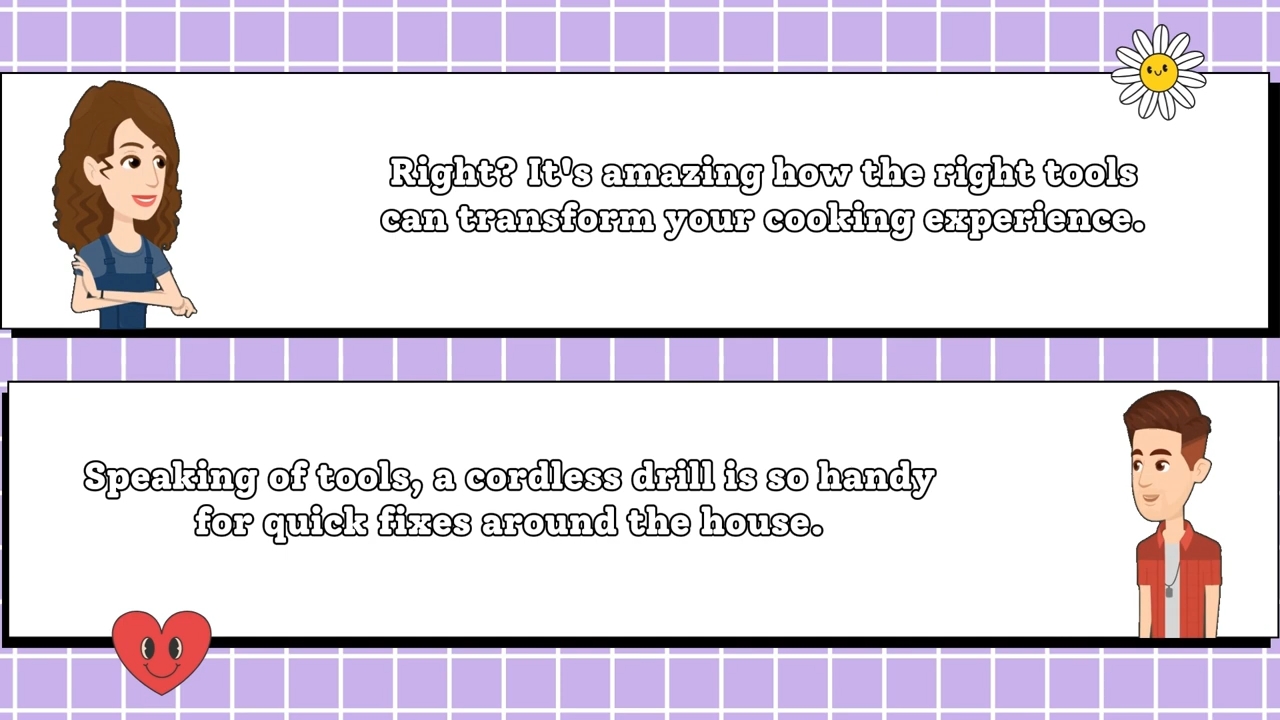 Right? It's amazing how the right tools
can transform your cooking experience.
Speaking of tools, a cordless drill is so handy
for quick fixes around the house.